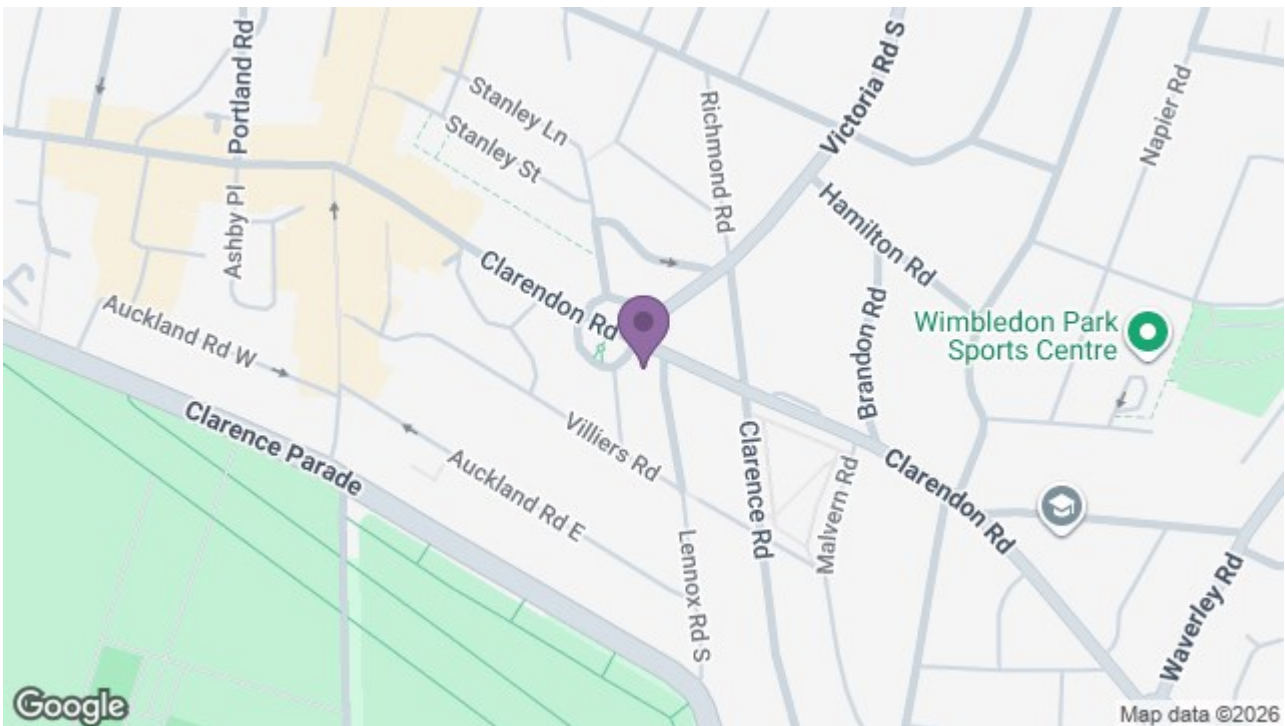 Portland Rd
Ashby Pl
Stanley Ln
Stanley St
Richmond Rd
Victoria Rd S
Napier Rd
Hamilton Rd
Clarendon Rd
Brandon Rd
Wimbledon Park
Sports Centre
Auckland Rd W
Clarence Parade
Villiers Rd
Auckland Rd E
Clarence Rd
Malvern Rd
Clarendon Rd
Lennox Rd S
Waverley Rd
Google
Map data ©2026